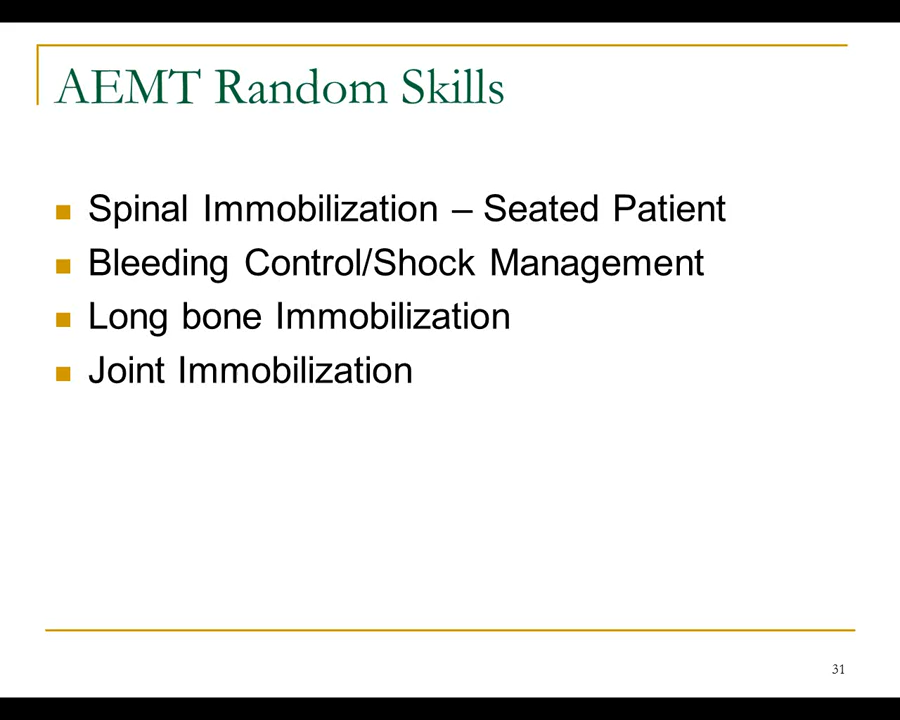 AEMT Random Skills
Spinal Immobilization – Seated Patient
Bleeding Control/Shock Management
Long bone Immobilization
Joint Immobilization
31